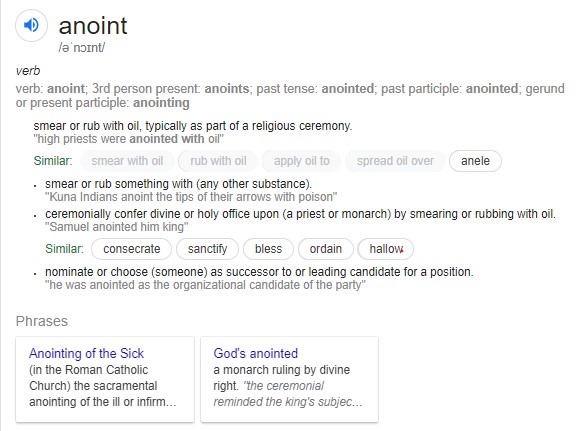 anoint
/əˈnɔɪnt/
verb
verb: anoint; 3rd person present: anoints; past tense: anointed; past participle: anointed; gerund
or present participle: anointing
smear or rub with oil, typically as part of a religious ceremony.
"high priests were anointed with oil"
Similar: smear with oil rub with oil apply oil to spread oil over anele
• smear or rub something with (any other substance).
"Kuna Indians anoint the tips of their arrows with poison"
• ceremonially confer divine or holy office upon (a priest or monarch) by smearing or rubbing with oil.
"Samuel anointed him king"
Similar: consecrate sanctify bless ordain hallow
• nominate or choose (someone) as successor to or leading candidate for a position.
"he was anointed as the organizational candidate of the party"
Phrases
Anointing of the Sick
(in the Roman Catholic
Church) the sacramental
anointing of the ill or infirm…
God's anointed
a monarch ruling by divine
right. "the ceremonial
reminded the king's subjec…